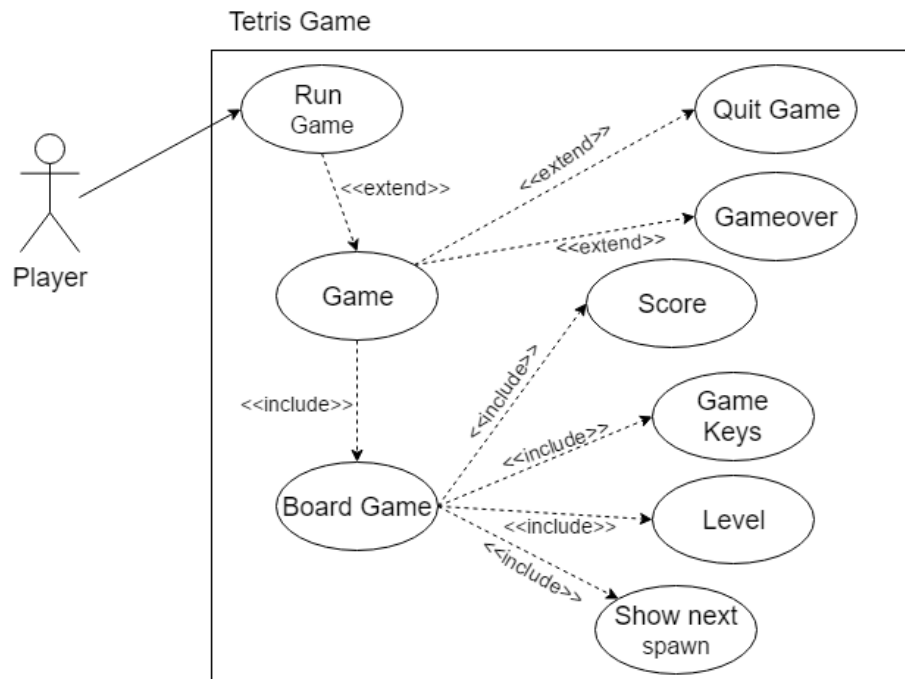 Tetris Game
Run
Game
Quit Game
<<extend>>
<<extend>>
Gameover
<<extend>>
Player
Game
Score
<<include>>
<<include>>
Game
Keys
<<include>>
Board Game
Level
<<include>>
<<include>>
Show next
spawn